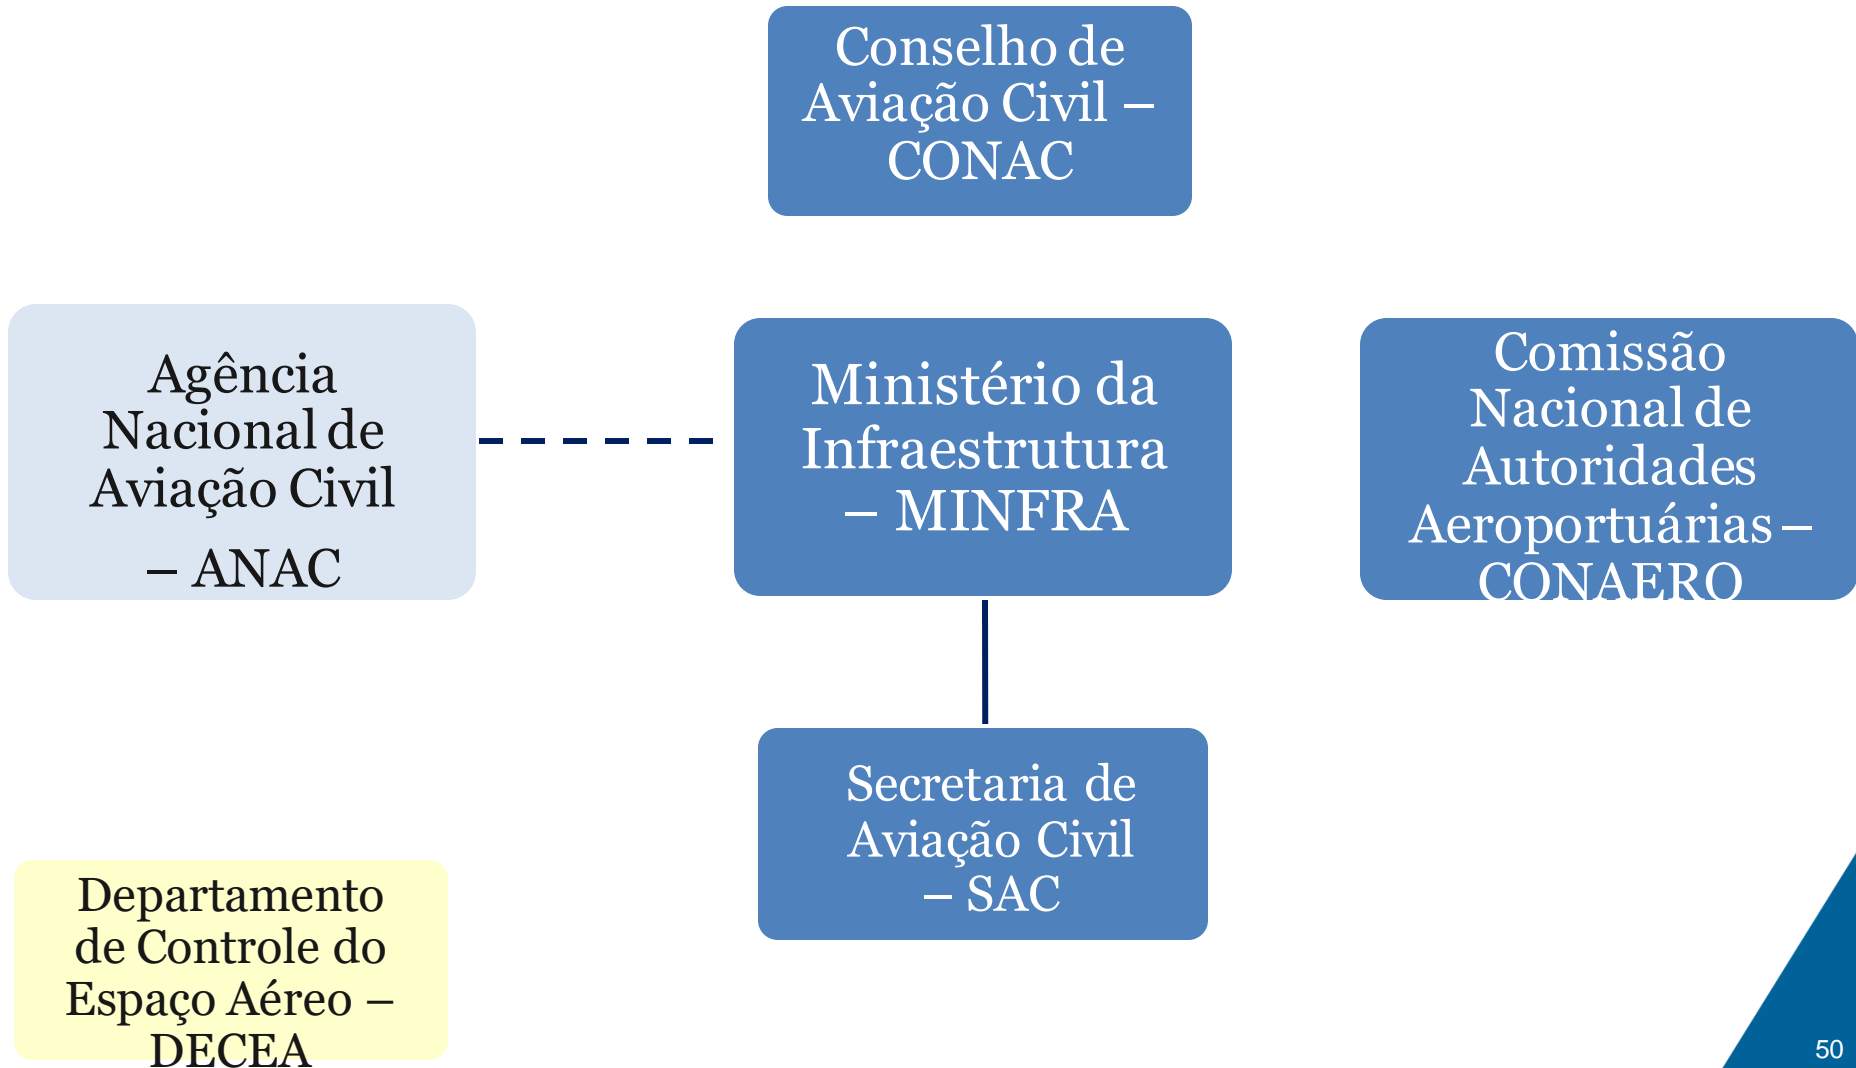 Conselho de
Aviação Civil –
CONAC
Agência
Nacional de
Aviação Civil
– ANAC
Ministério da
Infraestrutura
– MINFRA
Comissão
Nacional de
Autoridades
Aeroportuárias –
CONAERO
Secretaria de
Aviação Civil
– SAC
Departamento
de Controle do
Espaço Aéreo –
DECEA
50